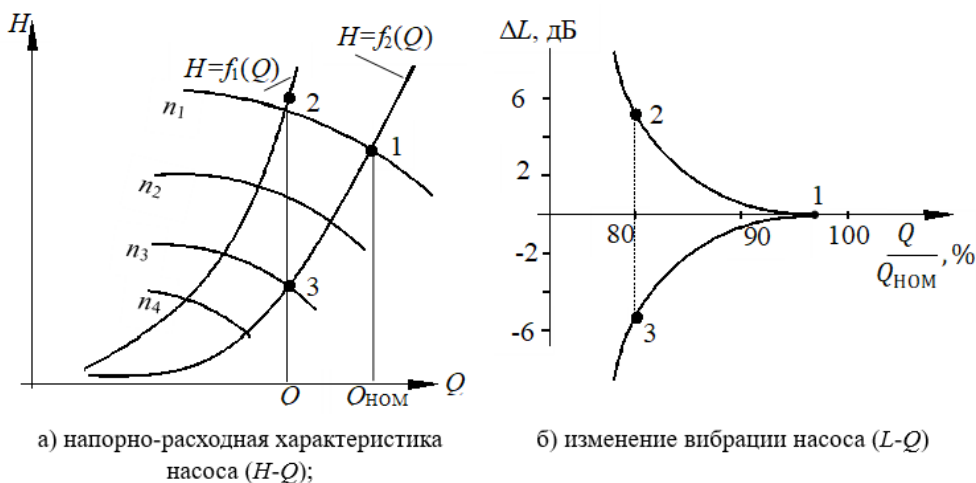 H
H=f₂(Q)
H=f₁(Q)
2
n₁
1
n₂
n₃
3
n₄
Q
Qном
Q
а) напорно-расходная характеристика
насоса (H-Q);
ΔL, дБ
6
2
2
1
80
90
100
Q
Qном
, %
-2
-6
3
б) изменение вибрации насоса (L-Q)